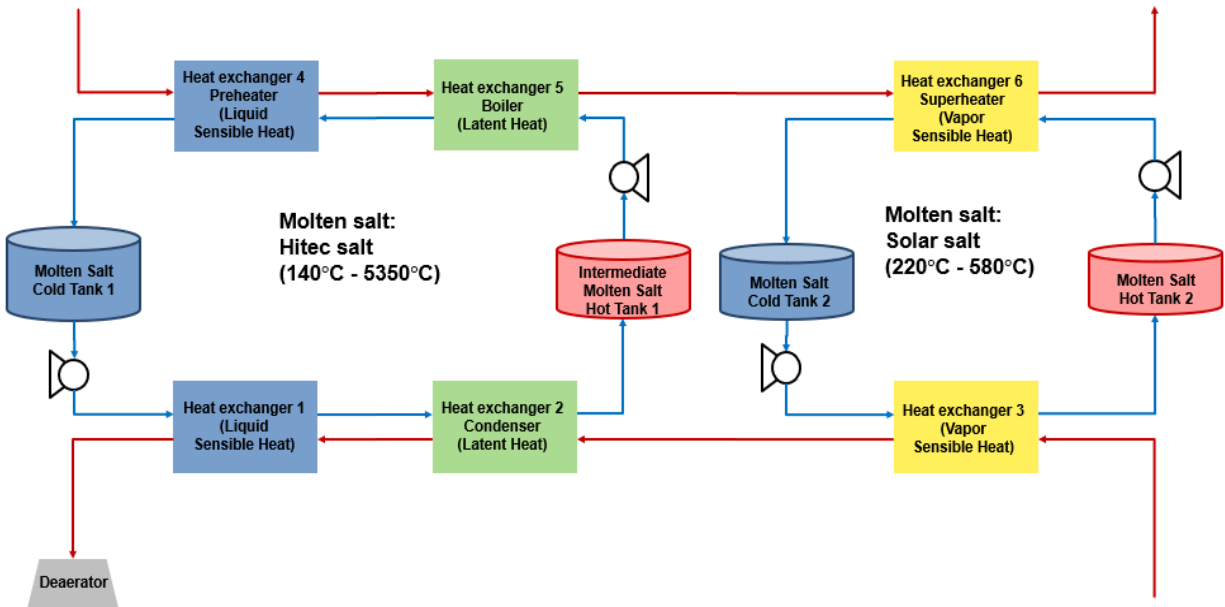 Heat exchanger 4
Preheater
(Liquid
Sensible Heat)
Heat exchanger 5
Boiler
(Latent Heat)
Heat exchanger 6
Superheater
(Vapor
Sensible Heat)
Molten salt:
Hitec salt
(140°C - 5350°C)
Molten salt:
Solar salt
(220°C - 580°C)
Molten Salt
Cold Tank 1
Intermediate
Molten Salt
Hot Tank 1
Molten Salt
Cold Tank 2
Molten Salt
Hot Tank 2
Heat exchanger 1
(Liquid
Sensible Heat)
Heat exchanger 2
Condenser
(Latent Heat)
Heat exchanger 3
(Vapor
Sensible Heat)
Deaerator